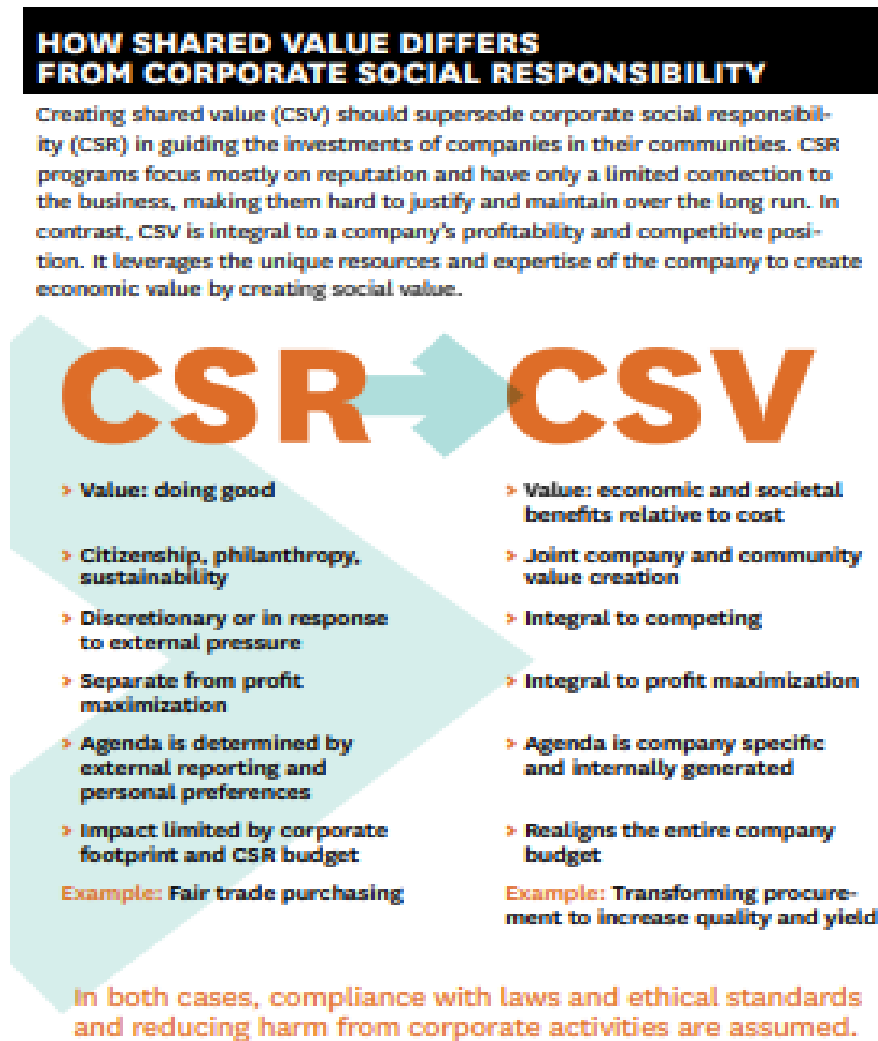 HOW SHARED VALUE DIFFERS
FROM CORPORATE SOCIAL RESPONSIBILITY
Creating shared value (CSV) should supersede corporate social responsibil-
ity (CSR) in guiding the investments of companies in their communities. CSR
programs focus mostly on reputation and have only a limited connection to
the business, making them hard to justify and maintain over the long run. In
contrast, CSV is integral to a company's profitability and competitive posi-
tion. It leverages the unique resources and expertise of the company to create
economic value by creating social value.
CSR
> Value: doing good
> Citizenship, philanthropy,
sustainability
> Discretionary or in response
to external pressure
> Separate from profit
maximization
> Agenda is determined by
external reporting and
personal preferences
> Impact limited by corporate
footprint and CSR budget
Example: Fair trade purchasing
CSV
> Value: economic and societal
benefits relative to cost
> Joint company and community
value creation
> Integral to competing
> Integral to profit maximization
> Agenda is company specific
and internally generated
> Realigns the entire company
budget
Example: Transforming procure-
ment to increase quality and yield
In both cases, compliance with laws and ethical standards
and reducing harm from corporate activities are assumed.